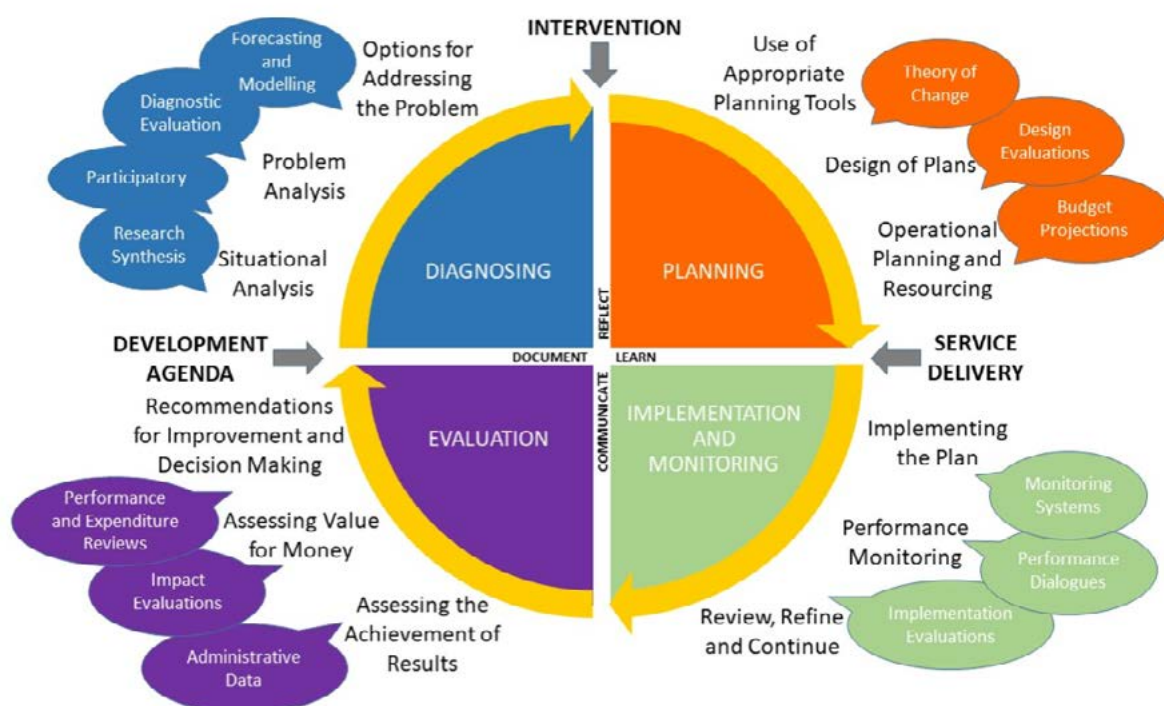 INTERVENTION
Forecasting
and
Modelling
Options for
Addressing
the Problem
Diagnostic
Evaluation
Problem
Analysis
Participatory
Research
Synthesis
Situational
Analysis
DIAGNOSING
Use of
Appropriate
Planning Tools
Theory of
Change
Design
Evaluations
Design of Plans
Budget
Projections
Operational
Planning and
Resourcing
PLANNING
REFLECT
DOCUMENT
LEARN
COMMUNICATE
DEVELOPMENT
AGENDA
SERVICE
DELIVERY
Recommendations
for Improvement and
Decision Making
EVALUATION
Performance
and Expenditure
Reviews
Assessing Value
for Money
Impact
Evaluations
Assessing the
Achievement of
Results
Administrative
Data
IMPLEMENTATION
AND
MONITORING
Implementing
the Plan
Monitoring
Systems
Performance
Monitoring
Performance
Dialogues
Review, Refine
and Continue
Implementation
Evaluations